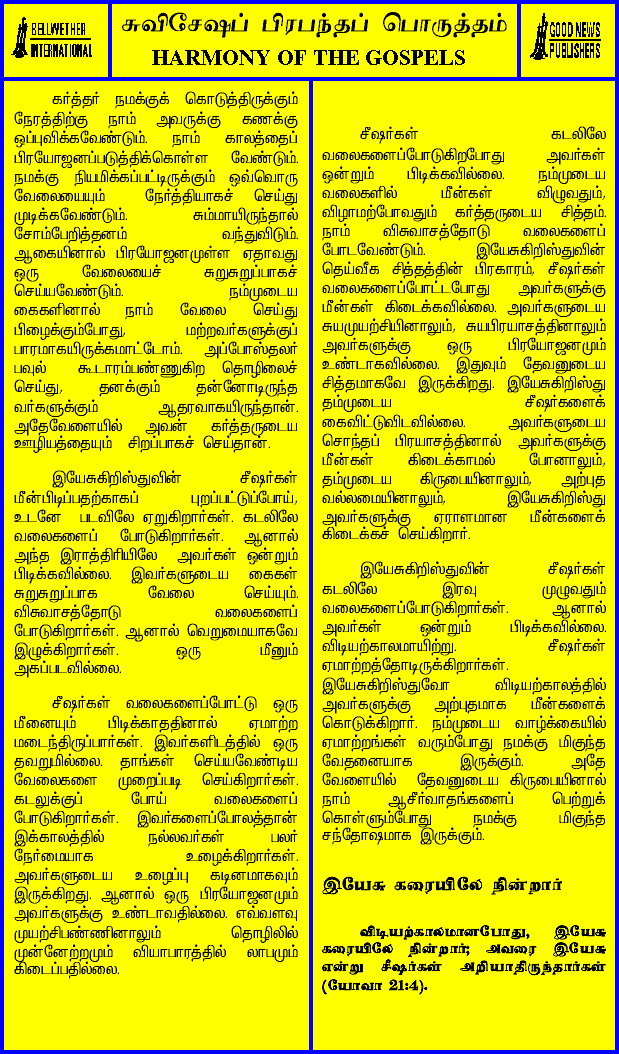 BELLWETHER
INTERNATIONAL
சுவிசேஷப் பிரபந்தப் பொருத்தம்
HARMONY OF THE GOSPELS
GOOD NEWS
PUBLISHERS
கர்த்தர் நமக்குக் கொடுத்திருக்கும்
நேரத்திற்கு நாம் அவருக்கு கணக்கு
ஒப்புவிக்கவேண்டும். நாம் காலத்தைப்
பிரயோஜனப்படுத்திக்கொள்ள வேண்டும்.
நமக்கு நியமிக்கப்பட்டிருக்கும் ஒவ்வொரு
வேலையையும் நேர்த்தியாகச் செய்து
முடிக்கவேண்டும். சும்மாயிருந்தால்
சோம்பேறித்தனம் வந்துவிடும்.
ஆகையினால் பிரயோஜனமுள்ள ஏதாவது
ஒரு வேலையைச் சுறுசுறுப்பாகச்
செய்யவேண்டும். நம்முடைய
கைகளினால் நாம் வேலை செய்து
பிழைக்கும்போது, மற்றவர்களுக்குப்
பாரமாகயிருக்கமாட்டோம். அப்போஸ்தலர்
பவுல் கூடாரம்பண்ணுகிற தொழிலைச்
செய்து, தனக்கும் தன்னோடிருந்த
வர்களுக்கும் ஆதரவாகயிருந்தான்.
அதேவேளையில் அவன் கர்த்தருடைய
ஊழியத்தையும் சிறப்பாகச் செய்தான்.
இயேசுகிறிஸ்துவின் சீஷர்கள்
மீன்பிடிப்பதற்காகப் புறப்பட்டுப்போய்,
உடனே படவிலே ஏறுகிறார்கள். கடலிலே
வலைகளைப் போடுகிறார்கள். ஆனால்
அந்த இராத்திரியிலே அவர்கள் ஒன்றும்
பிடிக்கவில்லை. இவர்களுடைய கைகள்
சுறுசுறுப்பாக வேலை செய்யும்.
விசுவாசத்தோடு வலைகளைப்
போடுகிறார்கள். ஆனால் வெறுமையாகவே
இழுக்கிறார்கள். ஒரு மீனும்
அகப்படவில்லை.
சீஷர்கள் வலைகளைப்போட்டு ஒரு
மீனையும் பிடிக்காததினால் ஏமாற்ற
மடைந்திருப்பார்கள். இவர்களிடத்தில் ஒரு
தவறுமில்லை. தாங்கள் செய்யவேண்டிய
வேலைகளை முறைப்படி செய்கிறார்கள்.
கடலுக்குப் போய் வலைகளைப்
போடுகிறார்கள். இவர்களைப்போலத்தான்
இக்காலத்தில் நல்லவர்கள் பலர்
நேர்மையாக உழைக்கிறார்கள்.
அவர்களுடைய உழைப்பு கடினமாகவும்
இருக்கிறது. ஆனால் ஒரு பிரயோஜனமும்
அவர்களுக்கு உண்டாவதில்லை. எவ்வளவு
முயற்சிபண்ணினாலும் தொழிலில்
முன்னேற்றமும் வியாபாரத்தில் லாபமும்
கிடைப்பதில்லை.
சீஷர்கள் கடலிலே
வலைகளைப்போடுகிறபோது அவர்கள்
ஒன்றும் பிடிக்கவில்லை. நம்முடைய
வலைகளில் மீன்கள் விழுவதும்,
விழாமற்போவதும் கர்த்தருடைய சித்தம்.
நாம் விசுவாசத்தோடு வலைகளைப்
போடவேண்டும். இயேசுகிறிஸ்துவின்
தெய்வீக சித்தத்தின் பிரகாரம், சீஷர்கள்
வலைகளைப்போட்டபோது அவர்களுக்கு
மீன்கள் கிடைக்கவில்லை. அவர்களுடைய
சுயமுயற்சியினாலும், சுயபிரயாசத்தினாலும்
அவர்களுக்கு ஒரு பிரயோஜனமும்
உண்டாகவில்லை. இதுவும் தேவனுடைய
சித்தமாகவே இருக்கிறது. இயேசுகிறிஸ்து
தம்முடைய சீஷர்களைக்
கைவிட்டுவிடவில்லை. அவர்களுடைய
சொந்தப் பிரயாசத்தினால் அவர்களுக்கு
மீன்கள் கிடைக்காமல் போனாலும்,
தம்முடைய கிருபையினாலும், அற்புத
வல்லமையினாலும், இயேசுகிறிஸ்து
அவர்களுக்கு ஏராளமான மீன்களைக்
கிடைக்கச் செய்கிறார்.
இயேசுகிறிஸ்துவின் சீஷர்கள்
கடலிலே இரவு முழுவதும்
வலைகளைப்போடுகிறார்கள். ஆனால்
அவர்கள் ஒன்றும் பிடிக்கவில்லை.
விடியற்காலமாயிற்று. சீஷர்கள்
ஏமாற்றத்தோடிருக்கிறார்கள்.
இயேசுகிறிஸ்துவோ விடியற்காலத்தில்
அவர்களுக்கு அற்புதமாக மீன்களைக்
கொடுக்கிறார். நம்முடைய வாழ்க்கையில்
ஏமாற்றங்கள் வரும்போது நமக்கு மிகுந்த
வேதனையாக இருக்கும். அதே
வேளையில் தேவனுடைய கிருபையினால்
நாம் ஆசீர்வாதங்களைப் பெற்றுக்
கொள்ளும்போது நமக்கு மிகுந்த
சந்தோஷமாக இருக்கும்.
இயேசு கரையிலே நின்றார்
விடியற்காலமானபோது, இயேசு
கரையிலே நின்றார்; அவரை இயேசு
என்று சீஷர்கள் அறியாதிருந்தார்கள்
(யோவா 21:4).